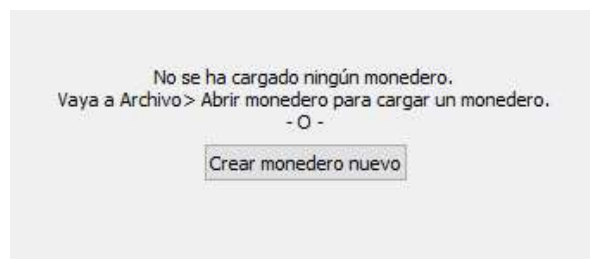 No se ha cargado ningún monedero.
Vaya a Archivo> Abrir monedero para cargar un monedero.
- O -
Crear monedero nuevo